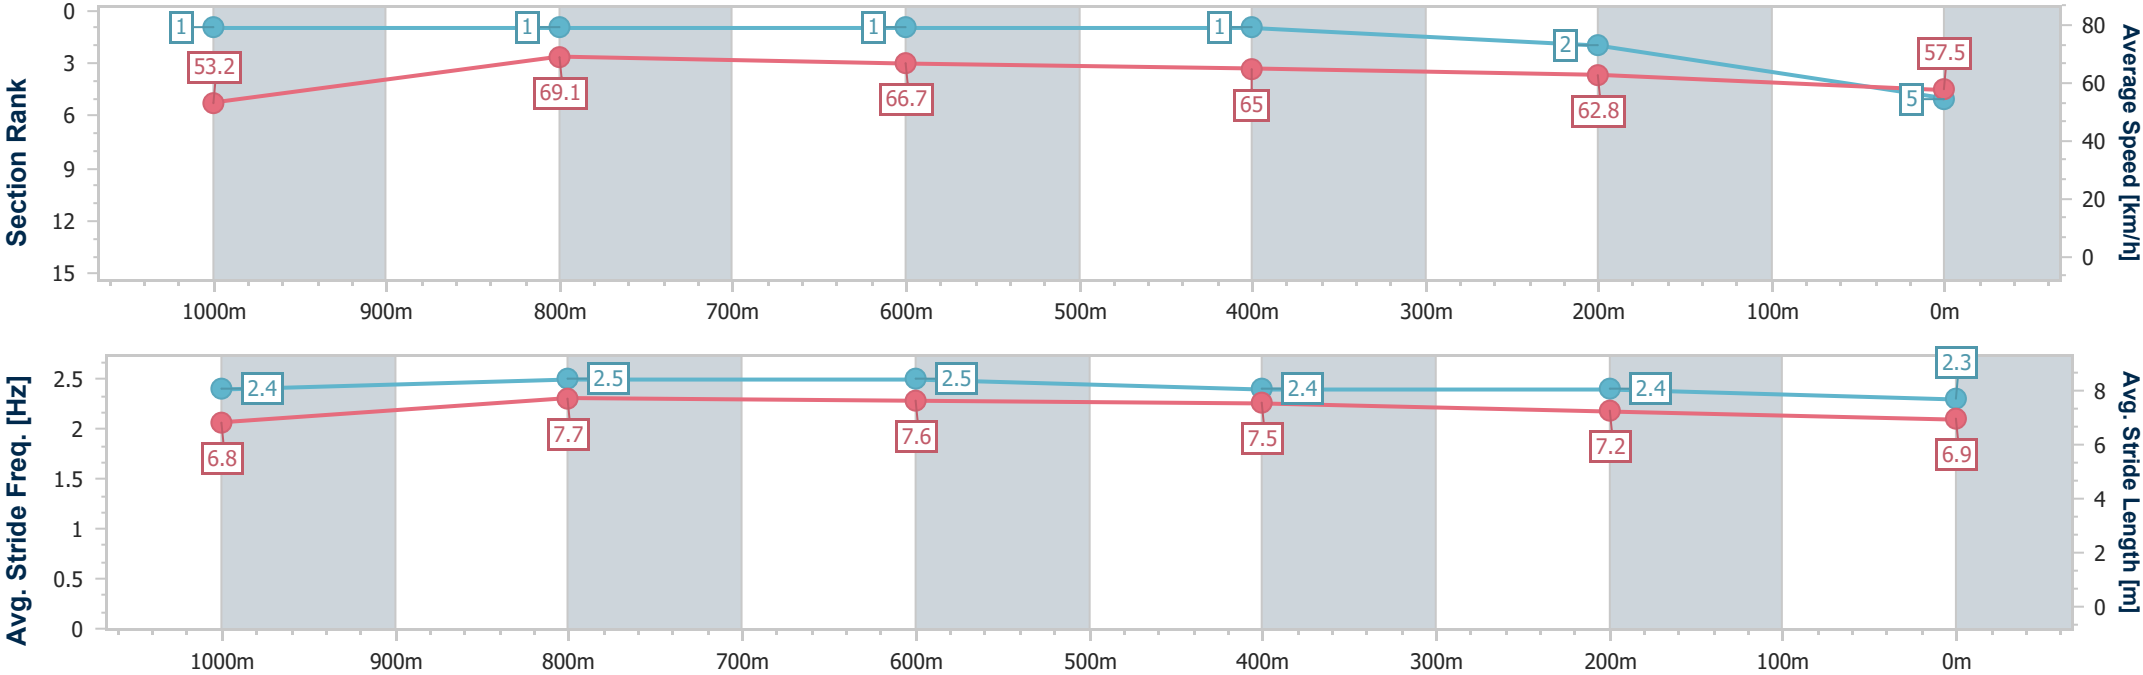 Section Rank
0
3
6
9
12
15
1
1
1
1
2
5
53.2
69.1
66.7
65
62.8
57.5
80
60
40
20
0
Average Speed [km/h]
1000m
900m
800m
700m
600m
500m
400m
300m
200m
100m
0m
Avg. Stride Freq. [Hz]
2.5
2
1.5
1
0.5
0
2.4
2.5
2.5
2.4
2.4
2.3
6.8
7.7
7.6
7.5
7.2
6.9
8
6
4
2
0
Avg. Stride Length [m]
1000m
900m
800m
700m
600m
500m
400m
300m
200m
100m
0m